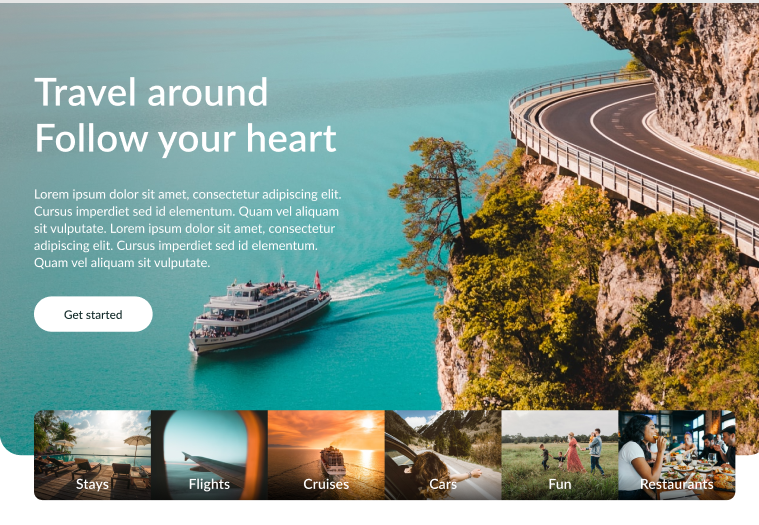 Travel around
Follow your heart
Lorem ipsum dolor sit amet, consectetur adipiscing elit.
Cursus imperdiet sed id elementum. Quam vel aliquam
sit vulputate. Lorem ipsum dolor sit amet, consectetur
adipiscing elit. Cursus imperdiet sed id elementum.
Quam vel aliquam sit vulputate.
Get started
Stays
Flights
Cruises
Cars
Fun
Restaurants